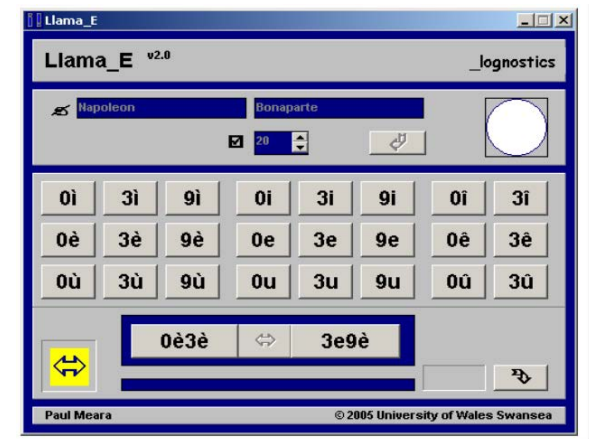 Llama_E
Llama_E v2.0 _lognostics
Napoleon Bonaparte
20
0ì 3ì 9ì 0i 3i 9i 0î 3î
0è 3è 9è 0e 3e 9e 0ê 3ê
0ù 3ù 9ù 0u 3u 9u 0û 3û
0è3è 3e9è
Paul Meara © 2005 University of Wales Swansea